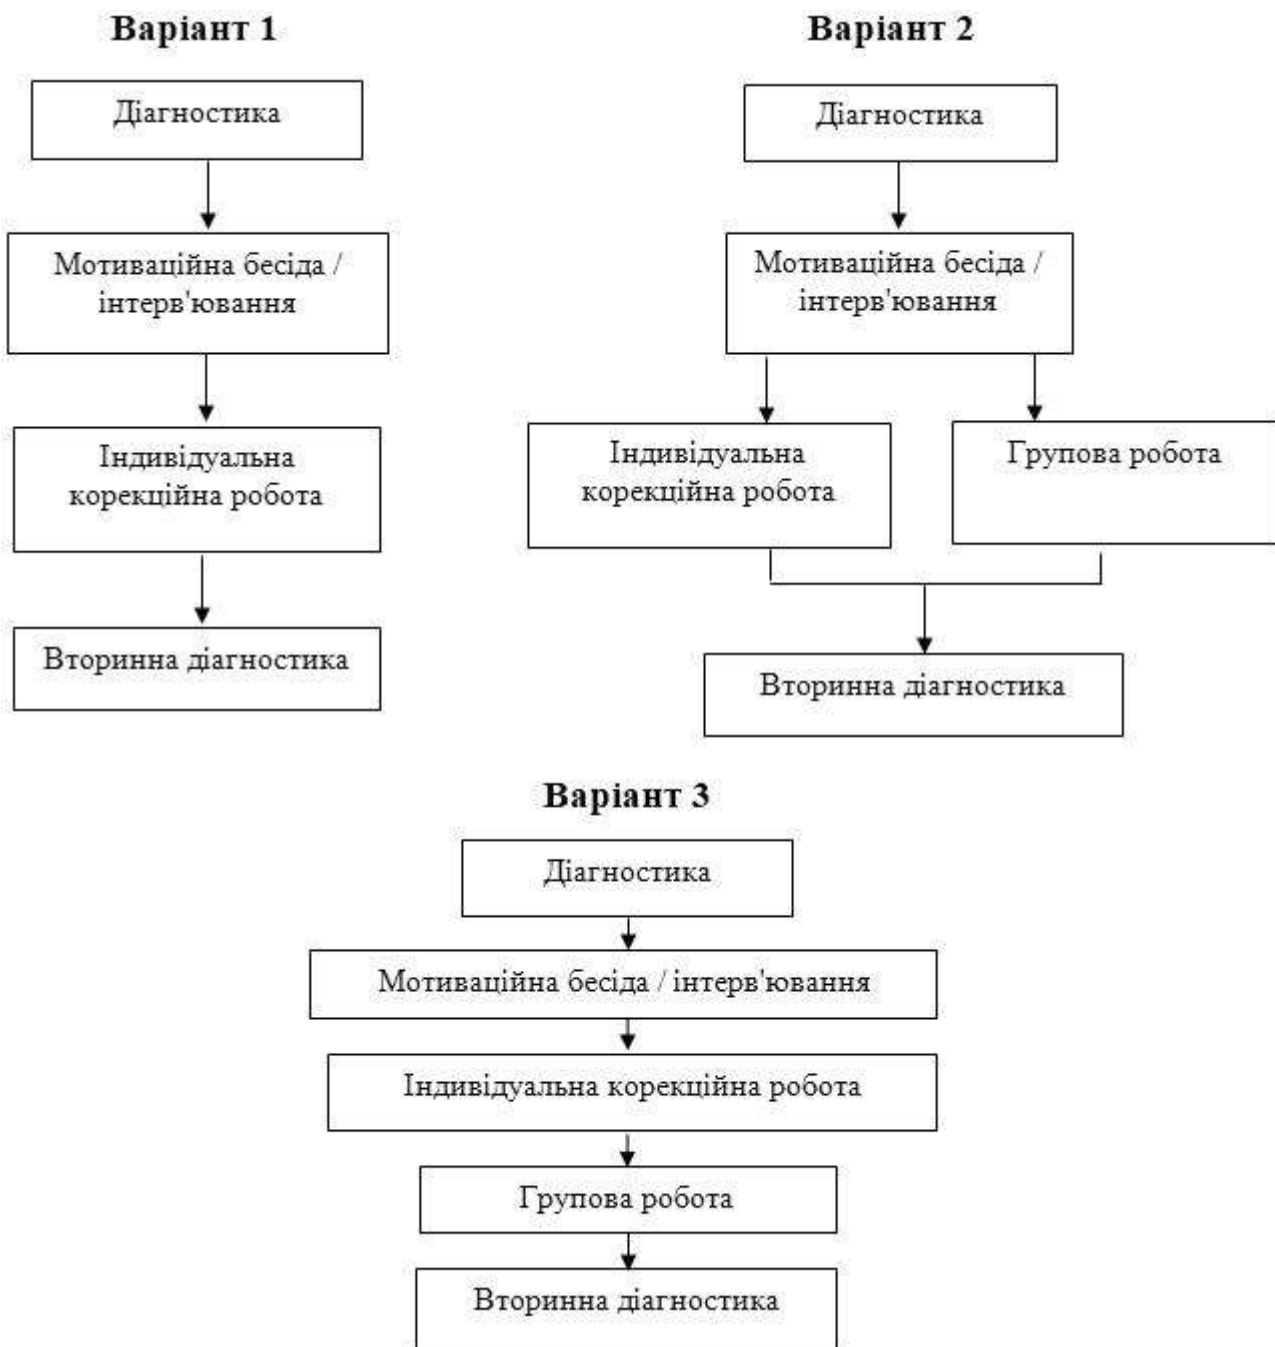 Варіант 1
Діагностика
Мотиваційна бесіда /
інтерв'ювання
Індивідуальна
корекційна робота
Вторинна діагностика
Варіант 2
Діагностика
Мотиваційна бесіда /
інтерв'ювання
Індивідуальна
корекційна робота
Групова робота
Вторинна діагностика
Варіант 3
Діагностика
Мотиваційна бесіда / інтерв'ювання
Індивідуальна корекційна робота
Групова робота
Вторинна діагностика